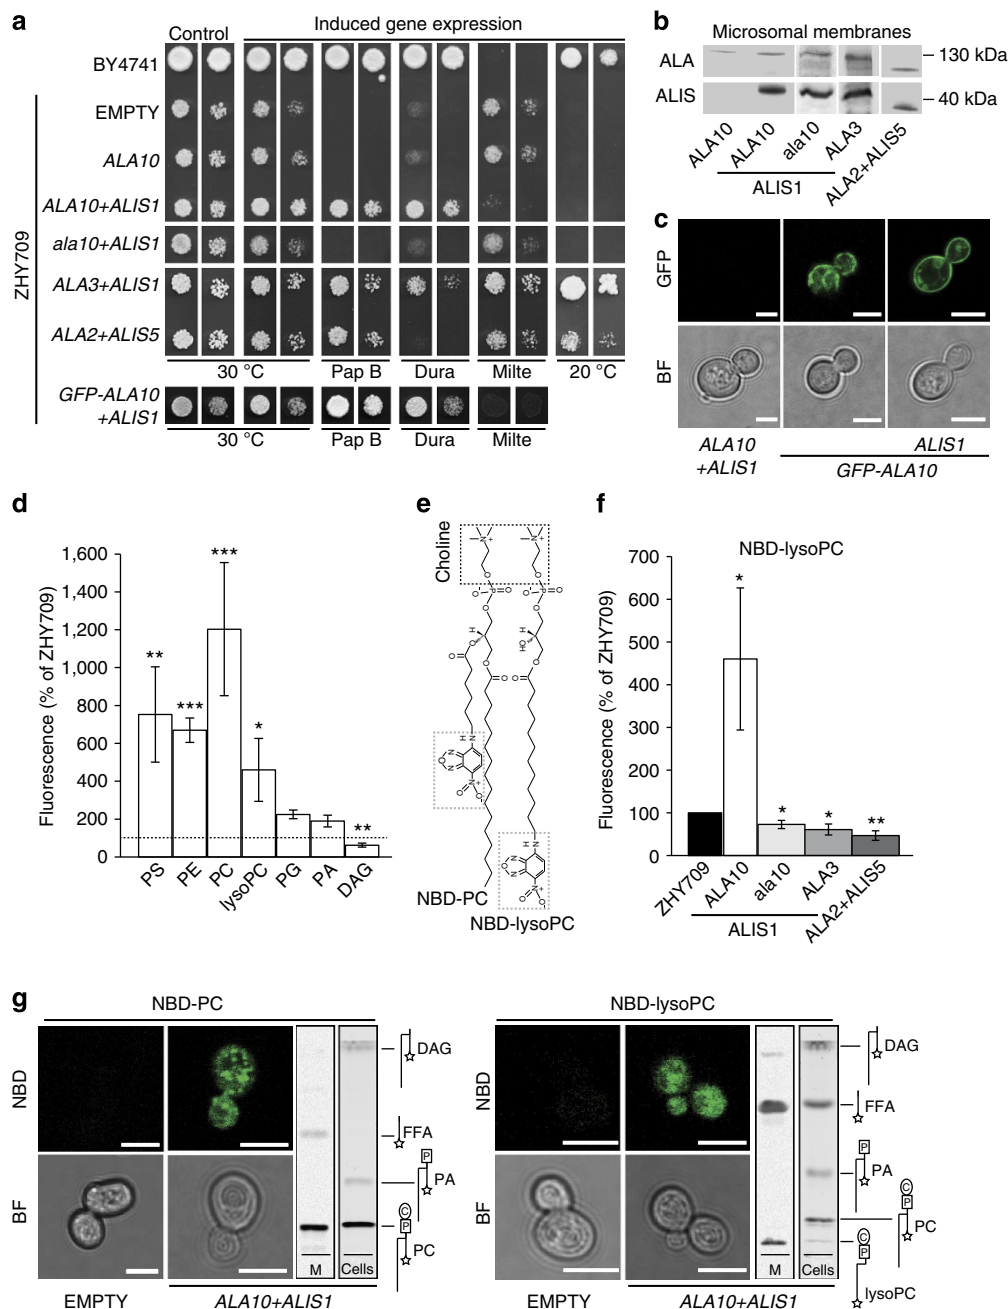 a
Induced gene expression
Control
BY4741
ZHY709
EMPTY
ALA10
ALA10+ALIS1
ala10+ALIS1
ALA3+ALIS1
ALA2+ALIS5
30 °C
Pap B
Dura
Milte
20 °C
GFP-ALA10
+ALIS1
30 °C
Pap B
Dura
Milte
b
Microsomal membranes
ALA
130 kDa
ALIS
40 kDa
ALA10
ALA10
ala10
ALA3
ALA2+ALIS5
ALIS1
c
GFP
BF
ALA10
+ALIS1
ALIS1
GFP-ALA10
d
Fluorescence (% of ZHY709)
1,600
1,400
1,200
1,000
800
600
400
200
0
**
***
***
*
**
PS
PE
PC
lysoPC
PG
PA
DAG
e
Choline
N
+
N
+
O
O
O
-
P
O
O
-
P
O
O
O
H
O
H
OH
O
O
O
O
O
H
N
N
O
N
N
+
O
O
-
H
N
N
O
N
N
+
O
O
-
NBD-PC
NBD-lysoPC
f
NBD-lysoPC
Fluorescence (% of ZHY709)
700
600
500
400
300
200
100
0
*
*
*
**
ZHY709
ALA10
ala10
ALA3
ALA2+ALIS5
ALIS1
g
NBD-PC
NBD
BF
DAG
FFA
P
PA
C
P
PC
M
Cells
EMPTY
ALA10+ALIS1
NBD-lysoPC
NBD
BF
DAG
FFA
P
PA
C
P
PC
C
P
lysoPC
M
Cells
EMPTY
ALA10+ALIS1